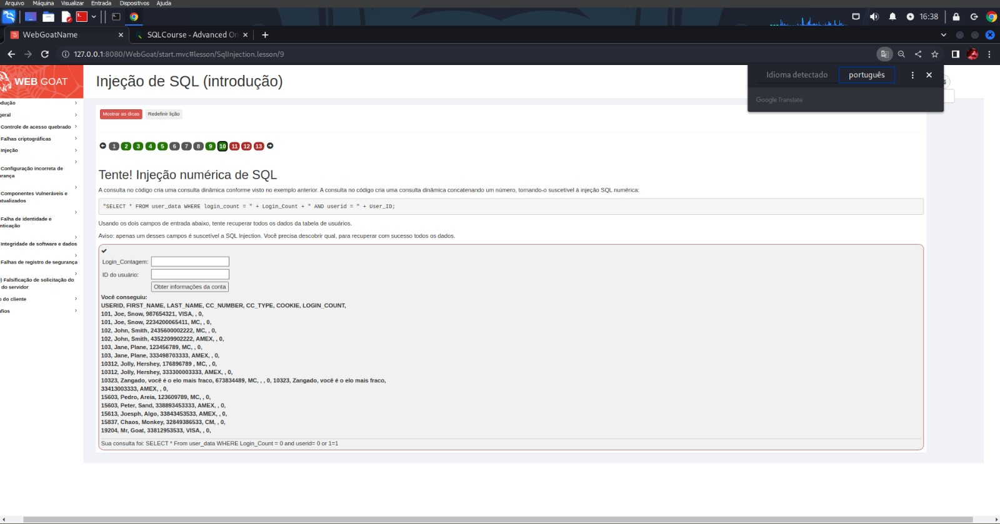 Arquivo Máquina Visualizar Entrada Dispositivos Ajuda
16:38
WebGoatName
SQLCourse - Advanced On
127.0.0.1:8080/WebGoat/start.mvc#lesson/SqlInjection.lesson/9
Idioma detectado português
Google Translate
WEB GOAT
Injeção de SQL (introdução)
odução
geral
Controle de acesso quebrado
Falhas criptográficas
Injeção
Configuração incorreta de
urança
Componentes Vulneráveis e
atualizados
Falha de identidade e
nticação
Integridade de software e dados
Falhas de registro de segurança
) Falsificação de solicitação do
do servidor
o do cliente
afios
Mostrar as dicas Redefinir lição
1 2 3 4 5 6 7 8 9 10 11 12 13
Tente! Injeção numérica de SQL
A consulta no código cria uma consulta dinâmica conforme visto no exemplo anterior. A consulta no código cria uma consulta dinâmica concatenando um número, tornando-o suscetível à injeção SQL numérica:
"SELECT * FROM user_data WHERE login_count = " + Login_Count + " AND userid = " + User_ID;
Usando os dois campos de entrada abaixo, tente recuperar todos os dados da tabela de usuários.
Aviso: apenas um desses campos é suscetível a SQL Injection. Você precisa descobrir qual, para recuperar com sucesso todos os dados.
Login_Contagem:
ID do usuário:
Obter informações da conta
Você conseguiu:
USERID, FIRST_NAME, LAST_NAME, CC_NUMBER, CC_TYPE, COOKIE, LOGIN_COUNT,
101, Joe, Snow, 987654321, VISA, , 0,
101, Joe, Snow, 2234200065411, MC, , 0,
102, John, Smith, 2435600002222, MC, , 0,
102, John, Smith, 4352209902222, AMEX, , 0,
103, Jane, Plane, 123456789, MC, , 0,
103, Jane, Plane, 333498703333, AMEX, , 0,
10312, Jolly, Hershey, 176896789 , MC, , 0,
10312, Jolly, Hershey, 333300003333, AMEX, , 0,
10323, Zangado, você é o elo mais fraco, 673834489, MC, , , 0, 10323, Zangado, você é o elo mais fraco,
33413003333, AMEX, , 0,
15603, Pedro, Areia, 123609789, MC, , 0,
15603, Peter, Sand, 338893453333, AMEX, , 0,
15613, Joesph, Algo, 33843453533, AMEX, , 0,
15837, Chaos, Monkey, 32849386533, CM, , 0,
19204, Mr, Goat, 33812953533, VISA, , 0,
Sua consulta foi: SELECT * From user_data WHERE Login_Count = 0 and userid= 0 or 1=1